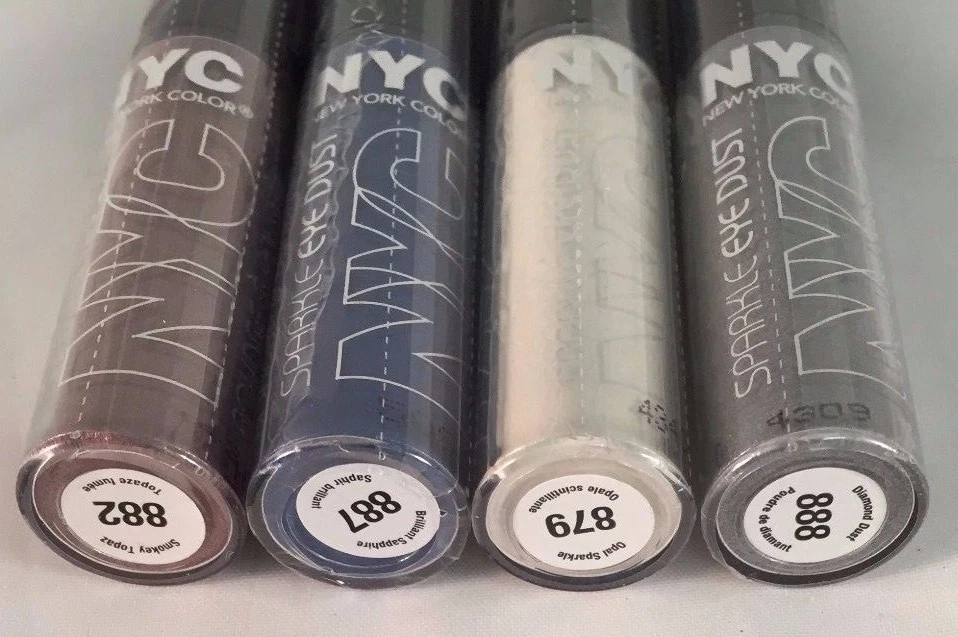 NYC
YORK COLOR®
NYC
882
Topaze fumée
Smokey Topaz
NYC
NEW YORK COLOR
SPARKLE EYE DUST
NYC
887
Saphir brillant
Brilliant Sapphire
NY
879
Opale scintillante
Opal Sparkle
NYC
NEW YORK COLOR
SPARKLE EYE DUST
NYC
4309
888
Diamond Dust
Poudre de diamant